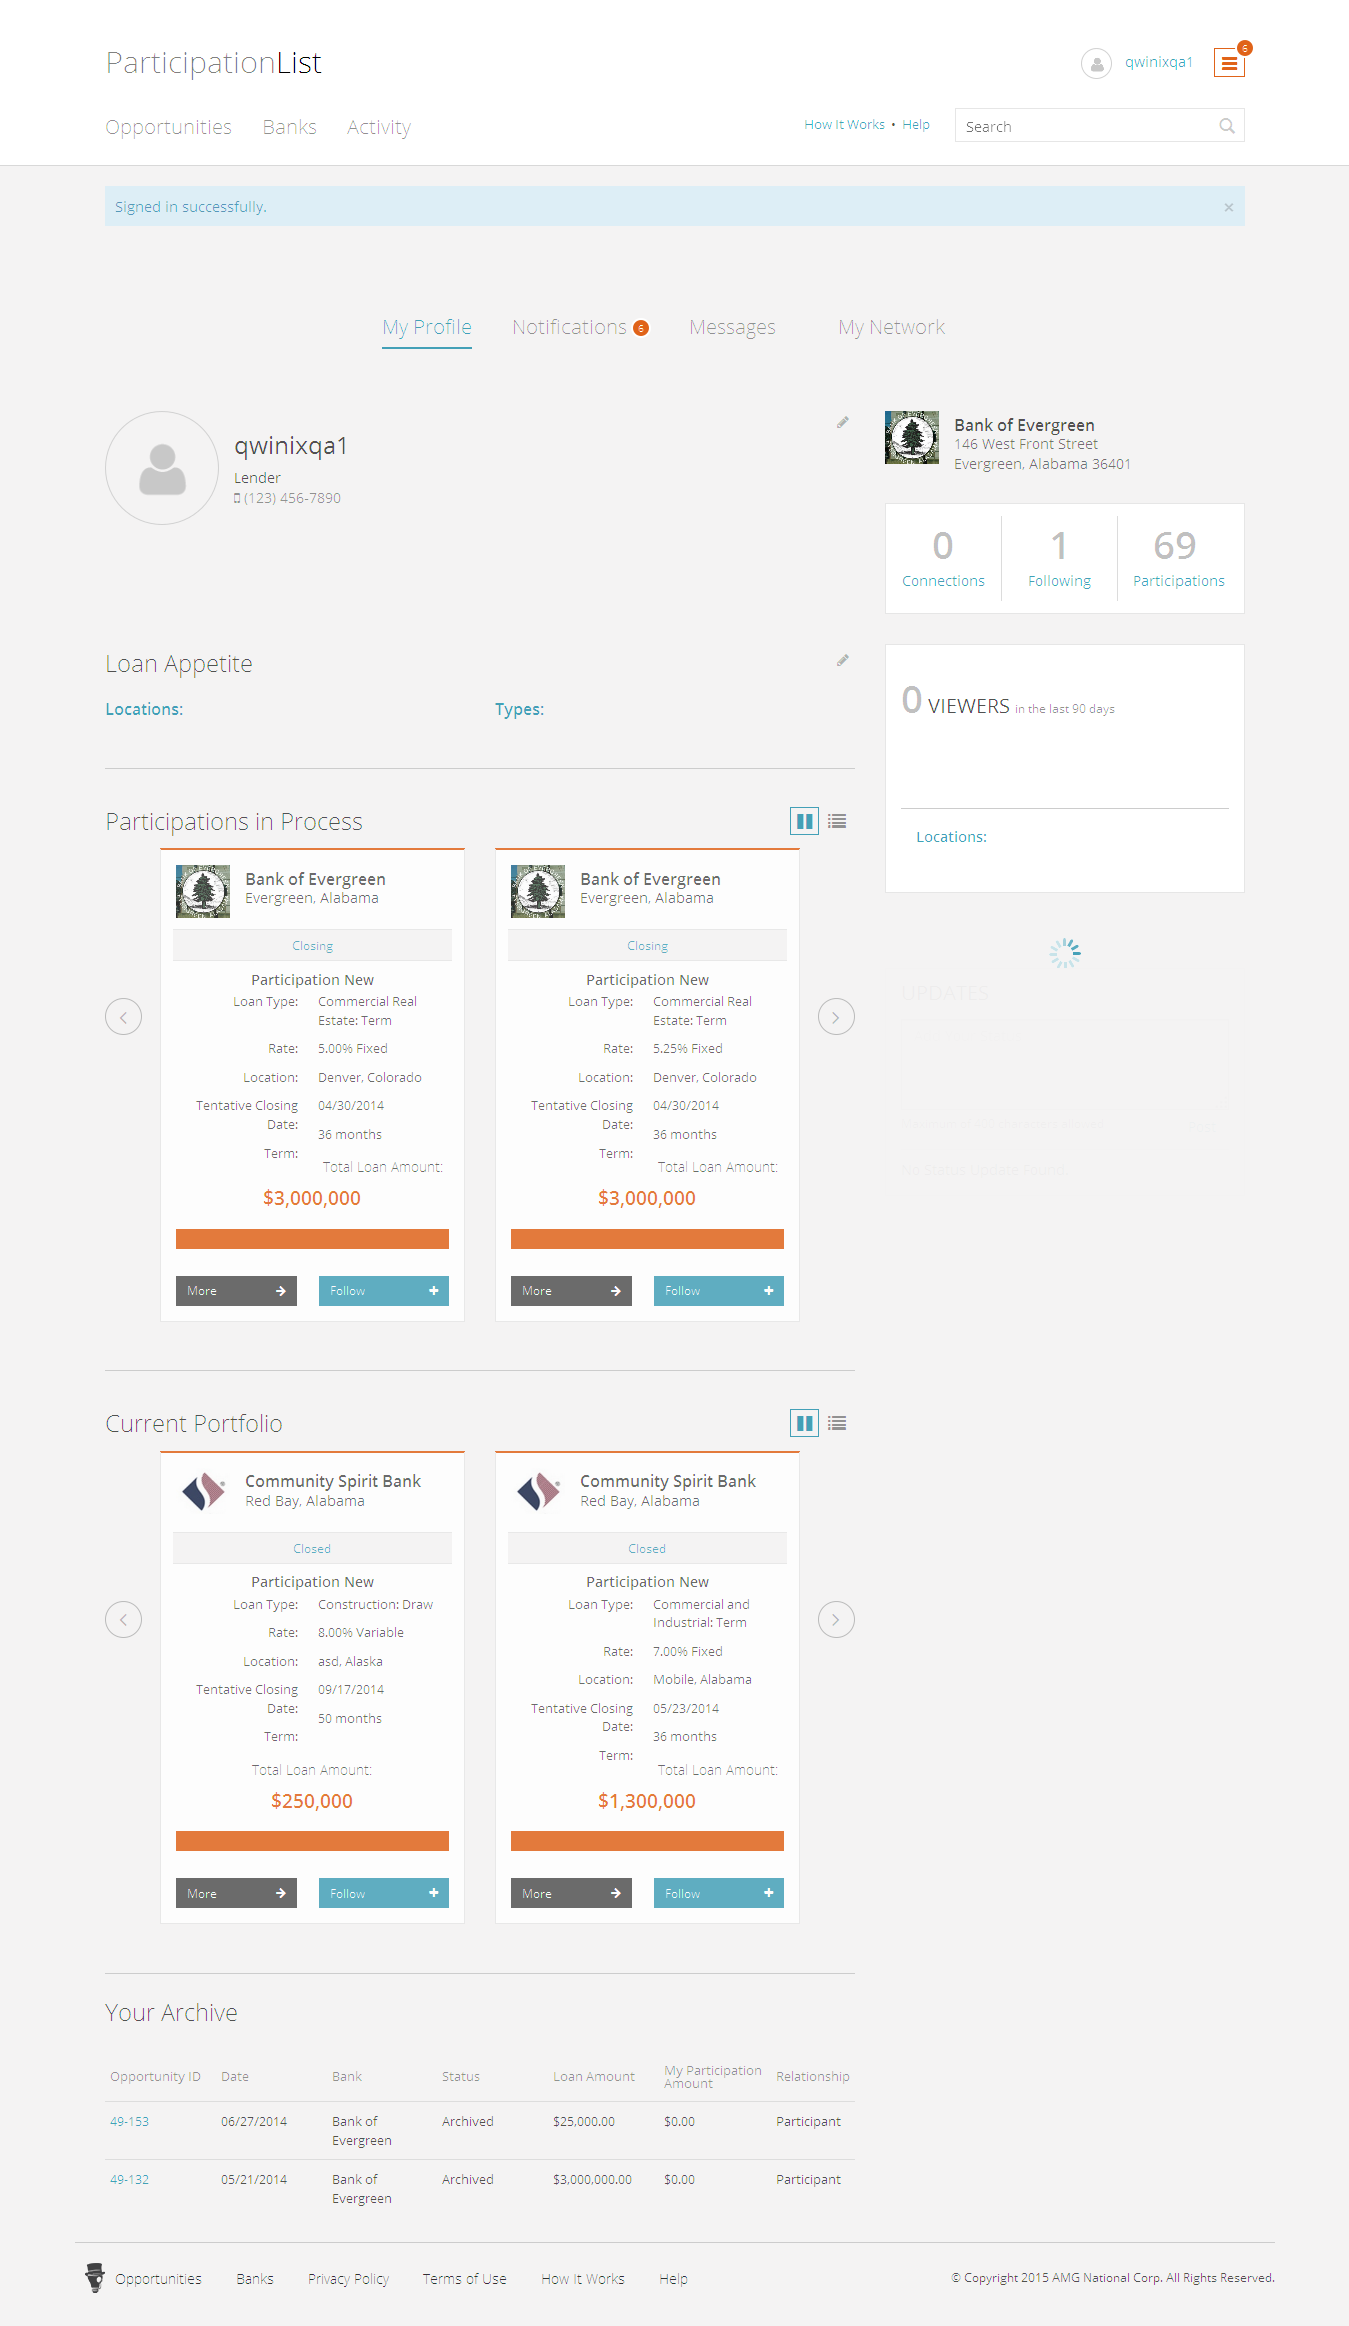 ParticipationList
qwinixqa1
6
Opportunities Banks Activity
How It Works • Help
Search
Signed in successfully.
×
My Profile Notifications 6 Messages My Network
qwinixqa1
Lender
(123) 456-7890
Bank of Evergreen
146 West Front Street
Evergreen, Alabama 36401
0 1 69
Connections Following Participations
Loan Appetite
Locations: Types:
0 VIEWERS in the last 90 days
Locations:
UPDATES
No Status Update Found
Participations in Process
Bank of Evergreen
Evergreen, Alabama
Closing
Participation New
Loan Type: Commercial Real
Estate: Term
Rate: 5.00% Fixed
Location: Denver, Colorado
Tentative Closing 04/30/2014
Date:
36 months
Term:
Total Loan Amount:
$3,000,000
More Follow
Bank of Evergreen
Evergreen, Alabama
Closing
Participation New
Loan Type: Commercial Real
Estate: Term
Rate: 5.25% Fixed
Location: Denver, Colorado
Tentative Closing 04/30/2014
Date:
36 months
Term:
Total Loan Amount:
$3,000,000
More Follow
Current Portfolio
Community Spirit Bank
Red Bay, Alabama
Closed
Participation New
Loan Type: Construction: Draw
Rate: 8.00% Variable
Location: asd, Alaska
Tentative Closing 09/17/2014
Date:
50 months
Term:
Total Loan Amount:
$250,000
More Follow
Community Spirit Bank
Red Bay, Alabama
Closed
Participation New
Loan Type: Commercial and
Industrial: Term
Rate: 7.00% Fixed
Location: Mobile, Alabama
Tentative Closing 05/23/2014
Date:
36 months
Term:
Total Loan Amount:
$1,300,000
More Follow
Your Archive
Opportunity ID Date Bank Status Loan Amount My Participation Amount Relationship
49-153 06/27/2014 Bank of Evergreen Archived $25,000.00 $0.00 Participant
49-132 05/21/2014 Bank of Evergreen Archived $3,000,000.00 $0.00 Participant
Opportunities Banks Privacy Policy Terms of Use How It Works Help
© Copyright 2015 AMG National Corp. All Rights Reserved.